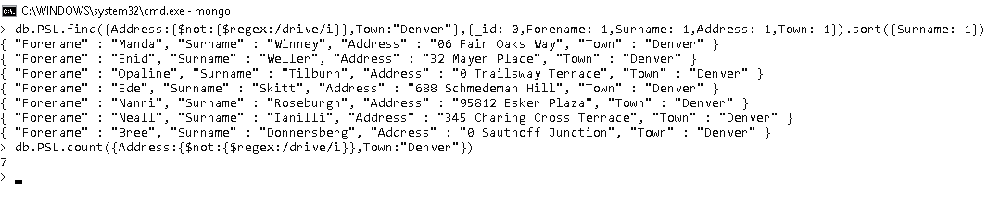 C:\WINDOWS\system32\cmd.exe - mongo
> db.PSL.find({Address:{$not:{$regex:/drive/i}},Town:"Denver"},{_id: 0,Forename: 1,Surname: 1,Address: 1,Town: 1}).sort({Surname:-1})
{ "Forename" : "Manda", "Surname" : "Winney", "Address" : "06 Fair Oaks Way", "Town" : "Denver" }
{ "Forename" : "Enid", "Surname" : "Weller", "Address" : "32 Mayer Place", "Town" : "Denver" }
{ "Forename" : "Opaline", "Surname" : "Tilburn", "Address" : "0 Trailsway Terrace", "Town" : "Denver" }
{ "Forename" : "Ede", "Surname" : "Skitt", "Address" : "688 Schmedeman Hill", "Town" : "Denver" }
{ "Forename" : "Nanni", "Surname" : "Roseburgh", "Address" : "95812 Esker Plaza", "Town" : "Denver" }
{ "Forename" : "Neall", "Surname" : "Ianilli", "Address" : "345 Charing Cross Terrace", "Town" : "Denver" }
{ "Forename" : "Bree", "Surname" : "Donnersberg", "Address" : "0 Sauthoff Junction", "Town" : "Denver" }
> db.PSL.count({Address:{$not:{$regex:/drive/i}},Town:"Denver"})
7
>